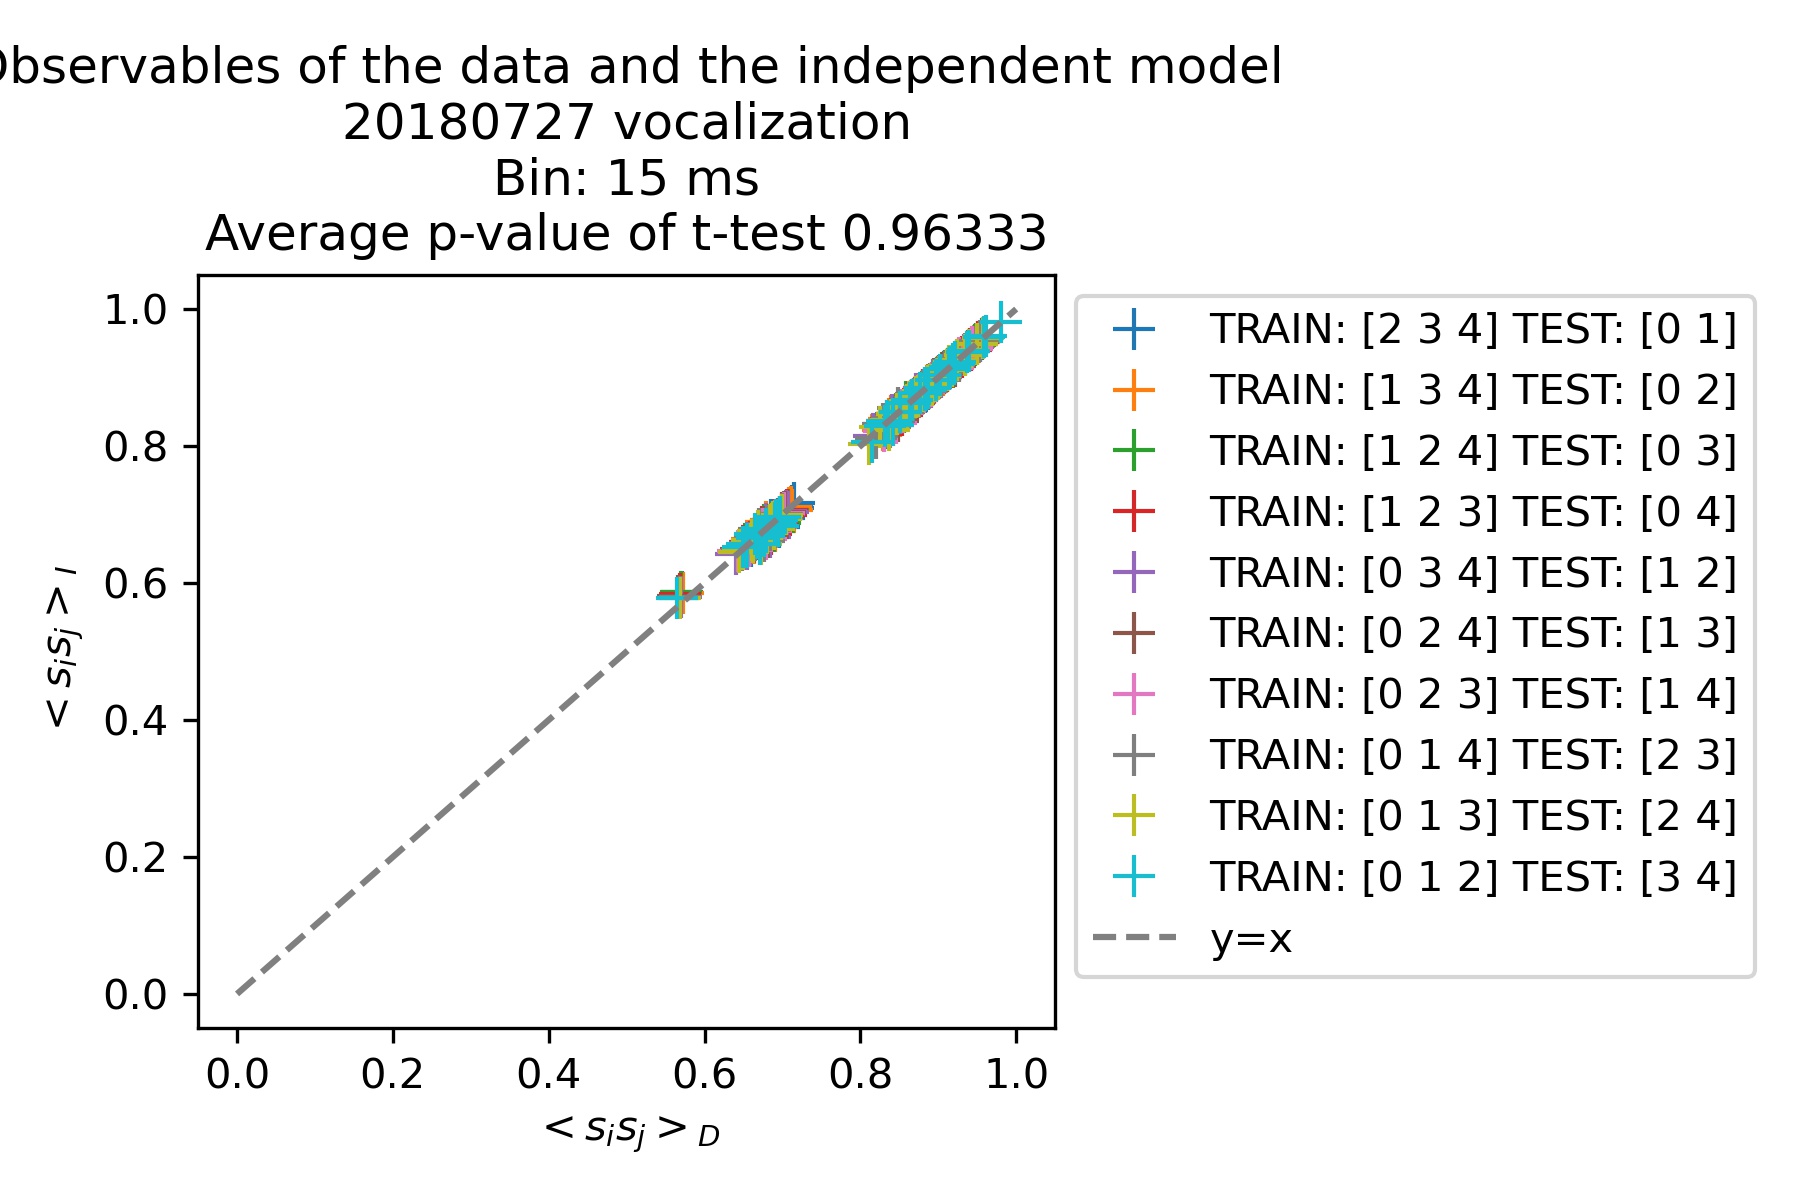 Observables of the data and the independent model
20180727 vocalization
Bin: 15 ms
Average p-value of t-test 0.96333
1.0
0.8
0.6
0.4
0.2
0.0
< s_i s_j >_I
0.0 0.2 0.4 0.6 0.8 1.0
< s_i s_j >_D
TRAIN: [2 3 4] TEST: [0 1]
TRAIN: [1 3 4] TEST: [0 2]
TRAIN: [1 2 4] TEST: [0 3]
TRAIN: [1 2 3] TEST: [0 4]
TRAIN: [0 3 4] TEST: [1 2]
TRAIN: [0 2 4] TEST: [1 3]
TRAIN: [0 2 3] TEST: [1 4]
TRAIN: [0 1 4] TEST: [2 3]
TRAIN: [0 1 3] TEST: [2 4]
TRAIN: [0 1 2] TEST: [3 4]
y=x